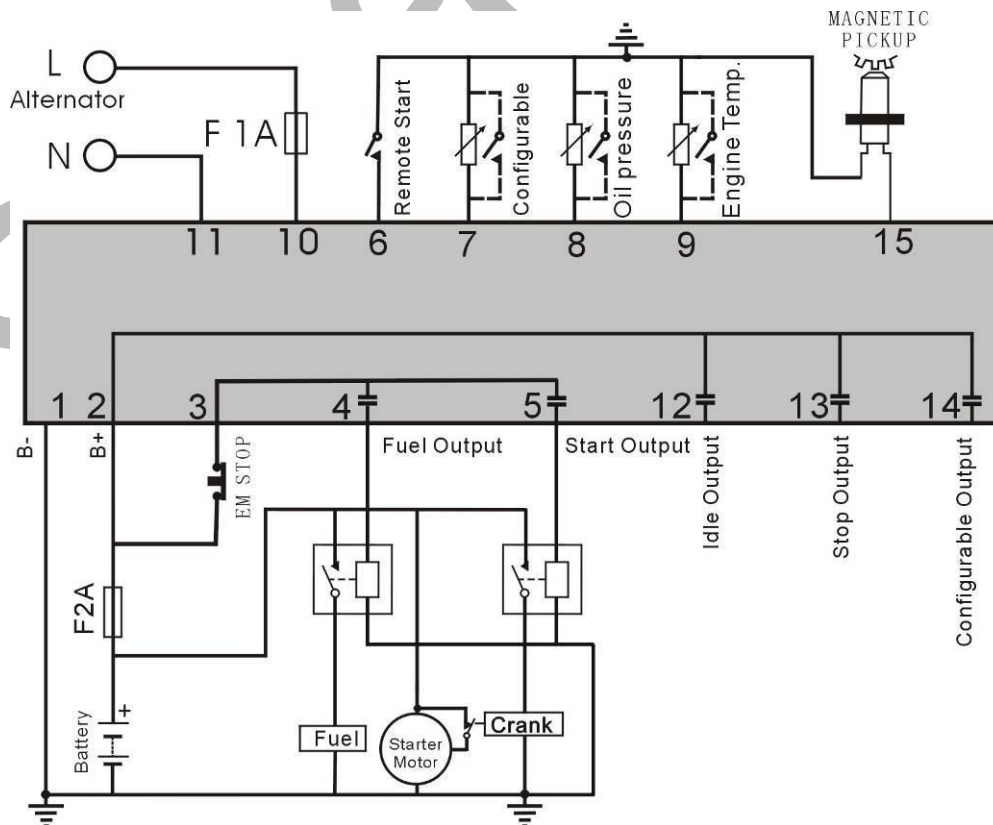 MAGNETIC
PICKUP
L
Alternator
N
F 1A
Remote Start
Configurable
Oil pressure
Engine Temp.
11
10
6
7
8
9
15
1
2
3
4
5
12
13
14
B-
B+
EM STOP
Fuel Output
Start Output
Idle Output
Stop Output
Configurable Output
F2A
Battery
+
Fuel
Starter
Motor
Crank